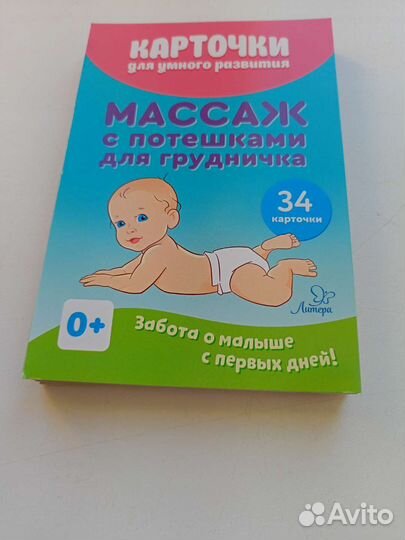 КАРТОЧКИ
для умного развития
МАССАЖ
с потешками
для грудничка
34
карточки
Литера
0+
Забота о малыше
с первых дней!
Avito